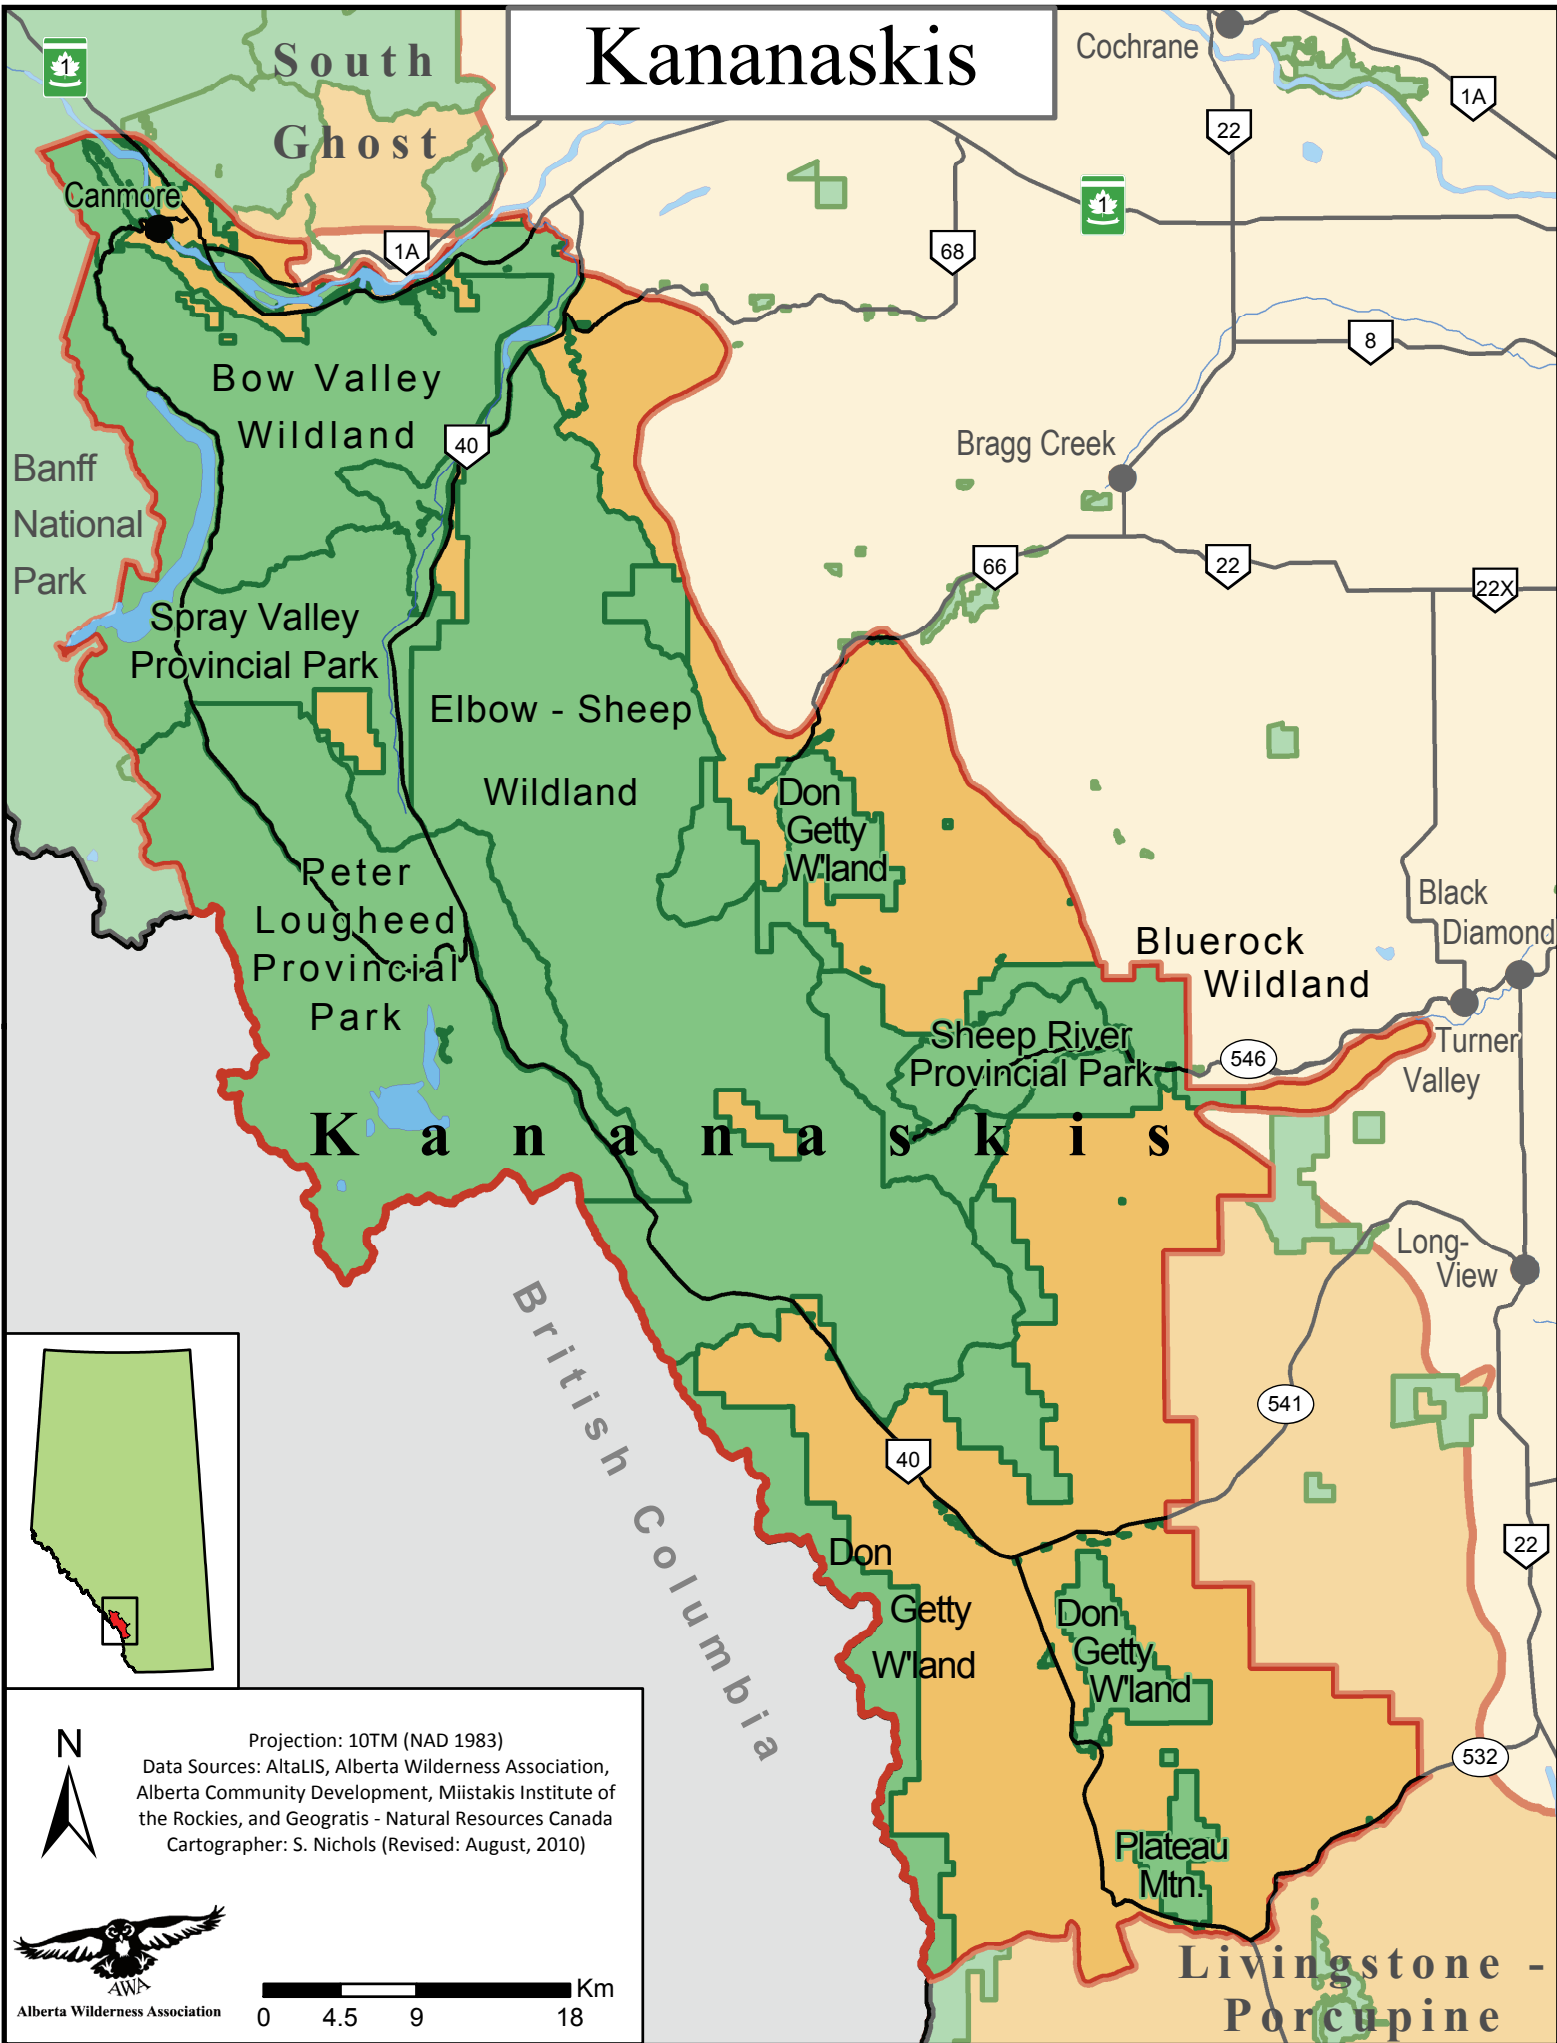 Kananaskis
1
South
Ghost
Cochrane
1A
22
1
Canmore
1A
68
8
Bow Valley
Wildland
40
Bragg Creek
Banff
National
Park
66
22
22X
Spray Valley
Provincial Park
Elbow - Sheep
Wildland
Don
Getty
W'land
Peter
Lougheed
Provincial
Park
Black
Diamond
Bluerock
Wildland
Sheep River
Provincial Park
546
Turner
Valley
Kananaskis
Long-
View
British Columbia
541
40
22
Don
Getty
W'land
Don
Getty
W'land
532
Plateau
Mtn.
Livingstone -
Porcupine
N
Projection: 10TM (NAD 1983)
Data Sources: AltaLIS, Alberta Wilderness Association,
Alberta Community Development, Miistakis Institute of
the Rockies, and Geogratis - Natural Resources Canada
Cartographer: S. Nichols (Revised: August, 2010)
AWA
Alberta Wilderness Association
Km
0 4.5 9 18